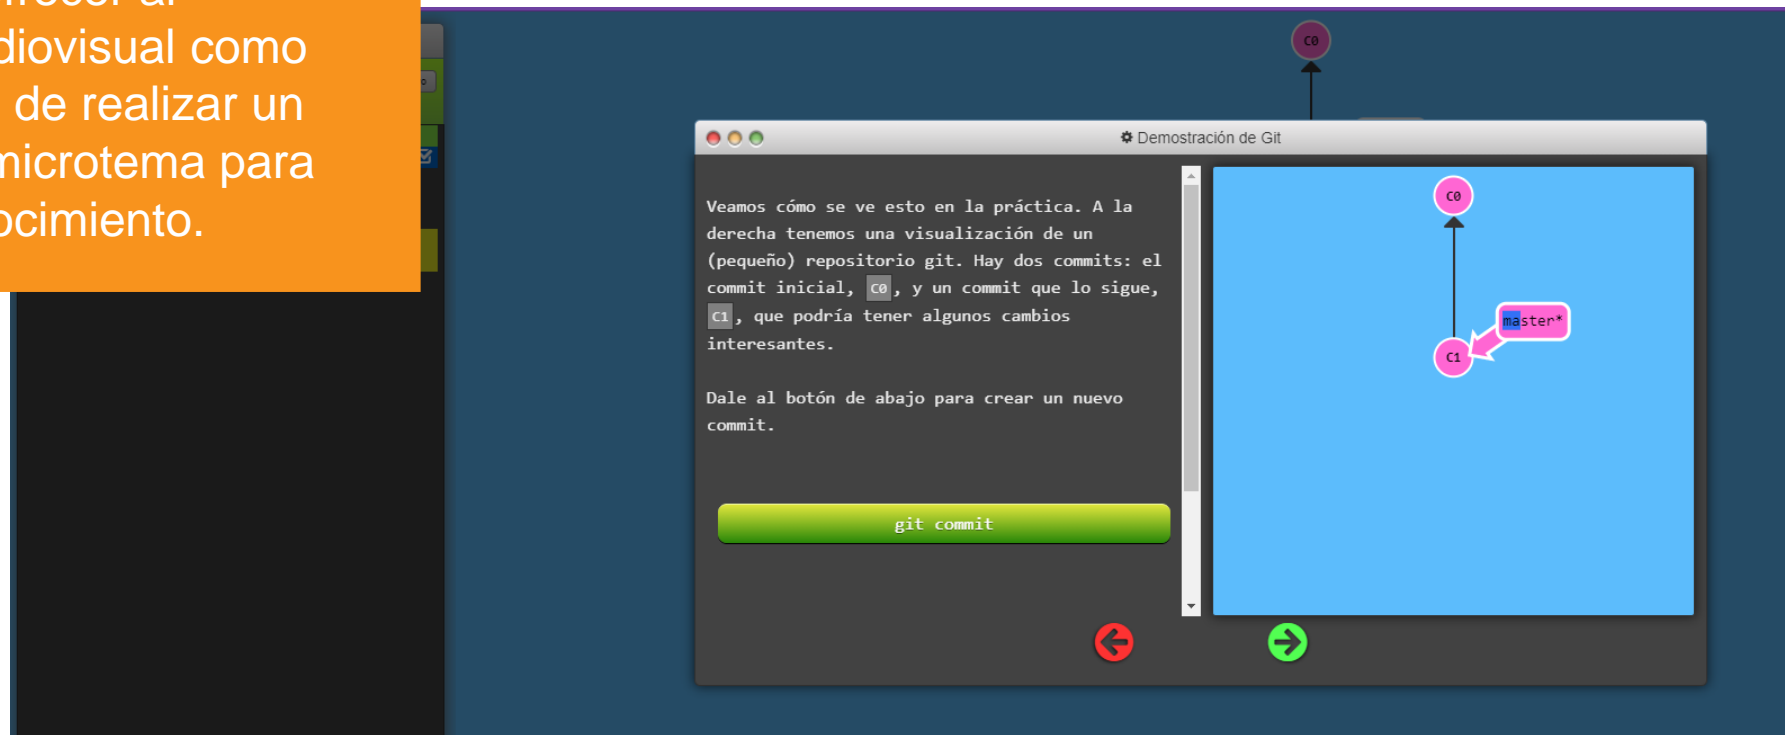 diovisual como
de realizar un
microtema para
ocimiento.
C0
Demostración de Git
Veamos cómo se ve esto en la práctica. A la
derecha tenemos una visualización de un
(pequeño) repositorio git. Hay dos commits: el
commit inicial, C0, y un commit que lo sigue,
C1, que podría tener algunos cambios
interesantes.
Dale al botón de abajo para crear un nuevo
commit.
git commit
C0
master*
C1